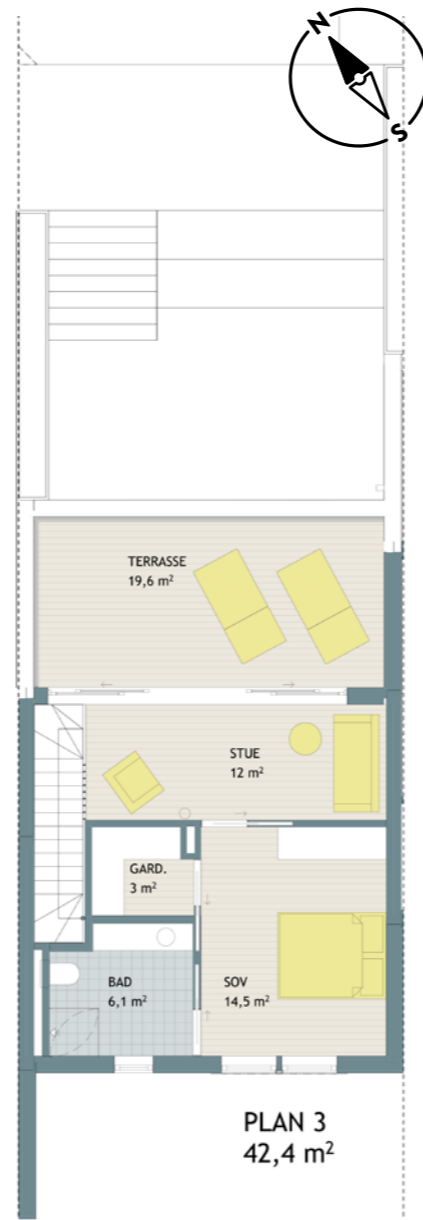 N
S
TERRASSE
19,6 m²
STUE
12 m²
GARD.
3 m²
BAD
6,1 m²
SOV
14,5 m²
PLAN 3
42,4 m²